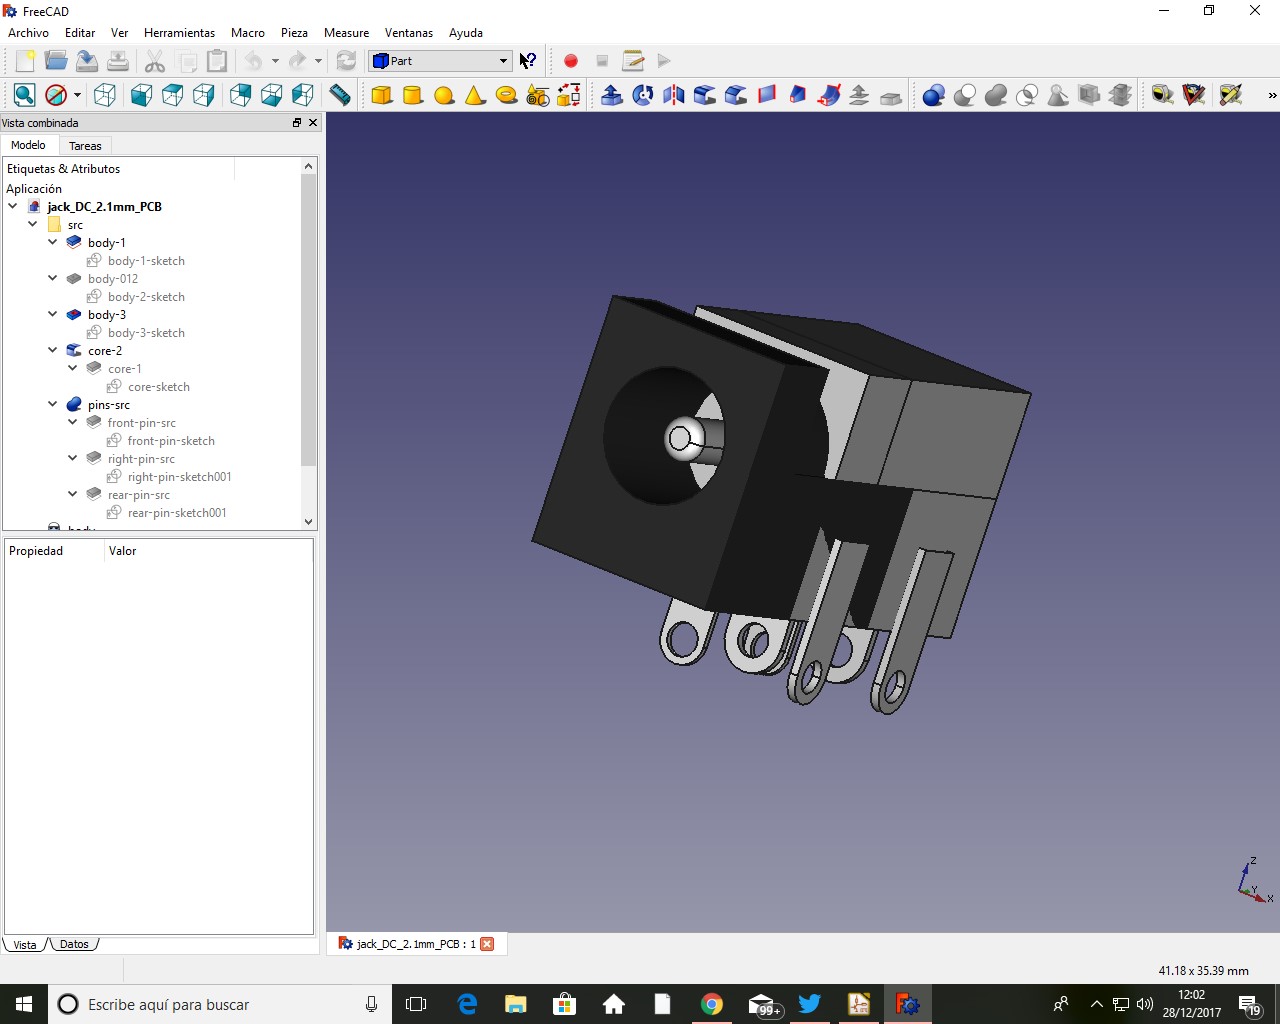 FreeCAD
Archivo Editar Ver Herramientas Macro Pieza Measure Ventanas Ayuda
Part
»
Vista combinada
Modelo Tareas
Etiquetas & Atributos
Aplicación
jack_DC_2.1mm_PCB
src
body-1
body-1-sketch
body-012
body-2-sketch
body-3
body-3-sketch
core-2
core-1
core-sketch
pins-src
front-pin-src
front-pin-sketch
right-pin-src
right-pin-sketch001
rear-pin-src
rear-pin-sketch001
body
Propiedad Valor
Z
Y
X
Vista Datos
jack_DC_2.1mm_PCB : 1
41.18 x 35.39 mm
Escribe aquí para buscar
99+
12:02
28/12/2017
19